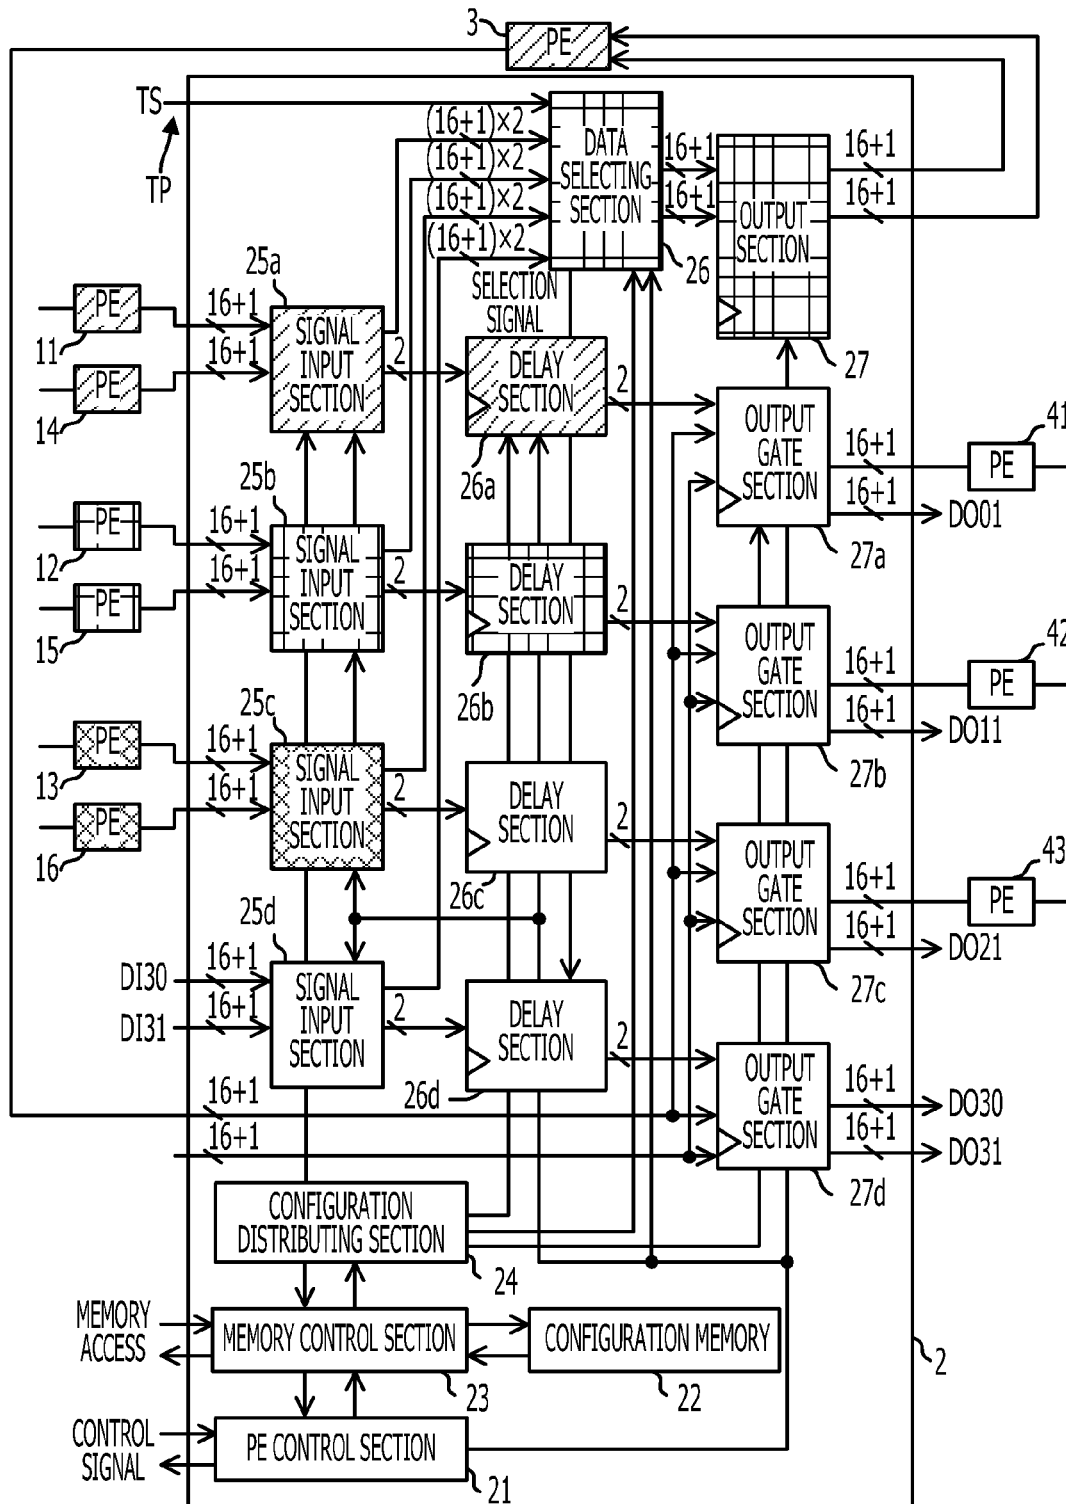 3
PE
TS
TP
(16+1)×2
(16+1)×2
(16+1)×2
(16+1)×2
DATA
SELECTING
SECTION
26
16+1
16+1
OUTPUT
SECTION
27
16+1
16+1
SELECTION
SIGNAL
PE
11
PE
14
16+1
16+1
25a
SIGNAL
INPUT
SECTION
2
DELAY
SECTION
26a
2
OUTPUT
GATE
SECTION
27a
16+1
16+1
41
PE
DO01
PE
12
PE
15
16+1
16+1
25b
SIGNAL
INPUT
SECTION
2
DELAY
SECTION
26b
2
OUTPUT
GATE
SECTION
27b
16+1
16+1
42
PE
DO11
PE
13
PE
16
16+1
16+1
25c
SIGNAL
INPUT
SECTION
2
DELAY
SECTION
26c
2
OUTPUT
GATE
SECTION
27c
16+1
16+1
43
PE
DO21
DI30
DI31
16+1
16+1
25d
SIGNAL
INPUT
SECTION
2
DELAY
SECTION
26d
2
OUTPUT
GATE
SECTION
27d
16+1
16+1
DO30
DO31
16+1
16+1
CONFIGURATION
DISTRIBUTING SECTION
24
MEMORY
ACCESS
MEMORY CONTROL SECTION
23
CONFIGURATION MEMORY
22
2
CONTROL
SIGNAL
PE CONTROL SECTION
21